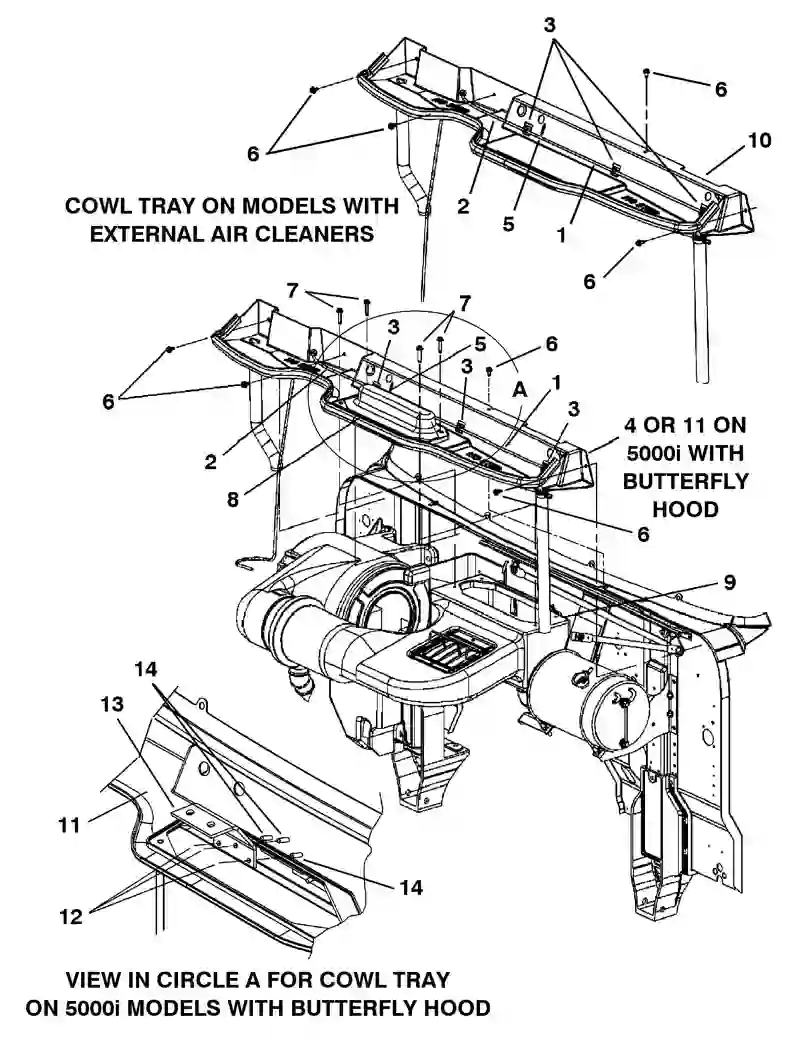 3
6
10
6
2
5
1
6
COWL TRAY ON MODELS WITH
EXTERNAL AIR CLEANERS
7
7
3
5
6
3
A
1
3
6
2
8
4 OR 11 ON
5000i WITH
BUTTERFLY
HOOD
6
9
14
13
11
14
12
VIEW IN CIRCLE A FOR COWL TRAY
ON 5000i MODELS WITH BUTTERFLY HOOD